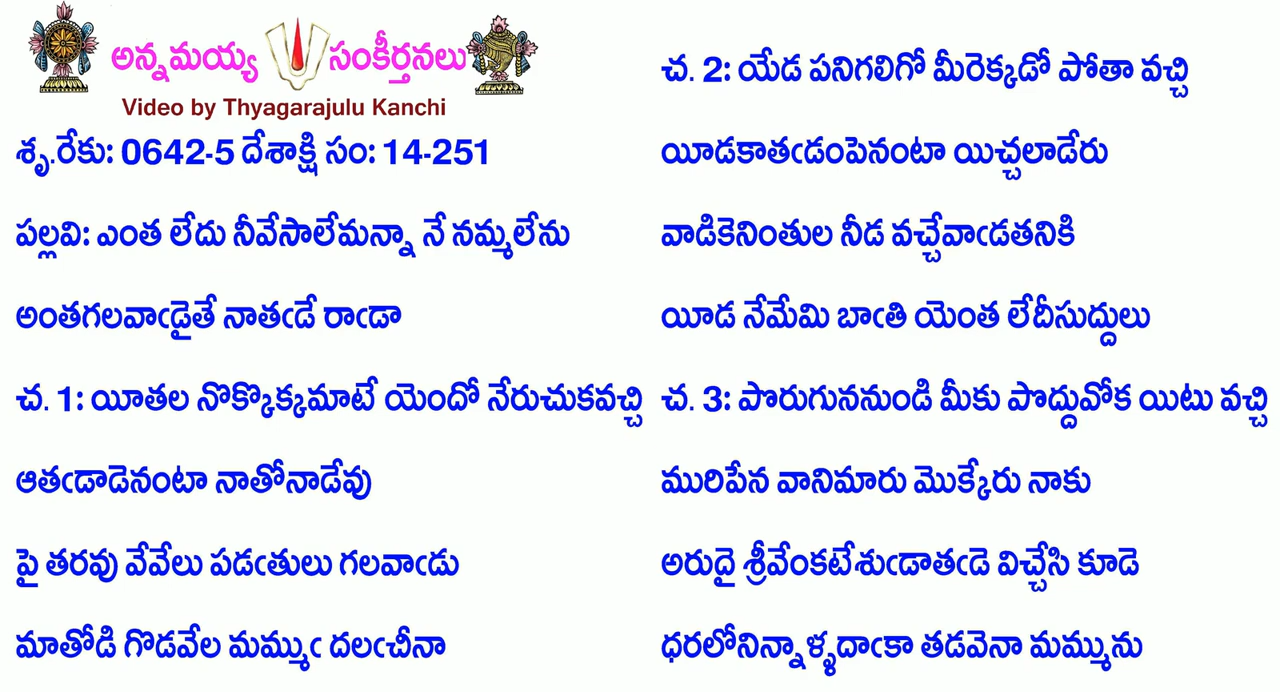 అన్నమయ్య సంకీర్తనలు
Video by Thyagarajulu Kanchi
శృ.రేకు: 0642-5 దేశాక్షి సం: 14-251
పల్లవి: ఎంత లేదు నీవేసాలేమన్నా నే నమ్మలేను
అంతగలవాఁడైతే నాతఁడే రాఁడా
చ. 1: యీతల నొక్కొక్కమాటే యెందో నేరుచుకవచ్చి
ఆతఁడాడెనంటా నాతోనాడేవు
పై తరవు వేవేలు పడఁతులు గలవాఁడు
మాతోడి గొడవేల మమ్ముఁ దలఁచీనా
చ. 2: యేడ పనిగలిగో మీరెక్కడో పోతా వచ్చి
యీడకాతఁడంపెనంటా యిచ్చలాడేరు
వాడికెనింతుల నీడ వచ్చేవాఁడతనికి
యీడ నేమేమి బాఁతి యెంత లేదీసుద్దులు
చ. 3: పొరుగుననుండి మీకు పొద్దువోక యిటు వచ్చి
మురిపేన వానిమారు మొక్కేరు నాకు
అరుదై శ్రీవేంకటేశుఁడాతఁడె విచ్చేసి కూడె
ధరలోనిన్నాళ్ళదాఁకా తడవెనా మమ్మును